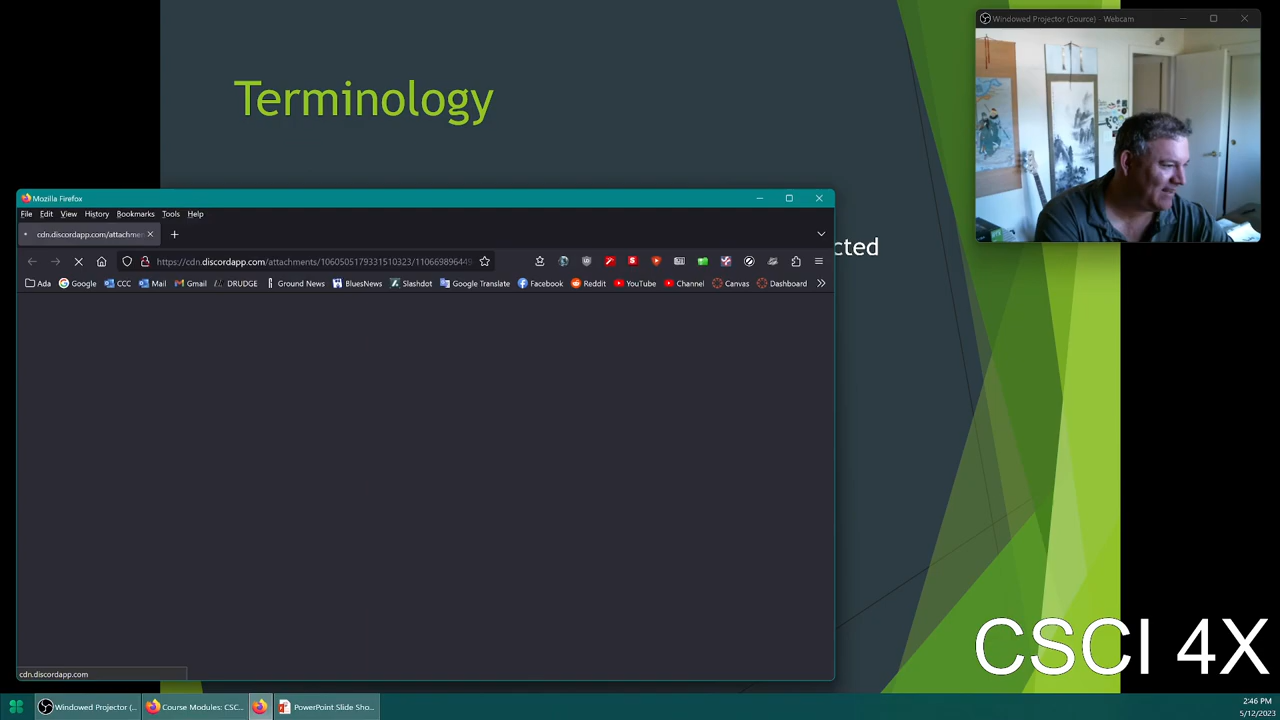 Windowed Projector (Source) - Webcam
Terminology
cted
Mozilla Firefox
File Edit View History Bookmarks Tools Help
cdn.discordapp.com/attachmen
https://cdn.discordapp.com/attachments/1060505179331510323/110669896449
Ada Google CCC Mail Gmail DRUDGE Ground News BluesNews Slashdot Google Translate Facebook Reddit YouTube Channel Canvas Dashboard
cdn.discordapp.com
CSCI 4X
Windowed Projector (... Course Modules: CSC... PowerPoint Slide Sho...
2:46 PM
5/12/2023